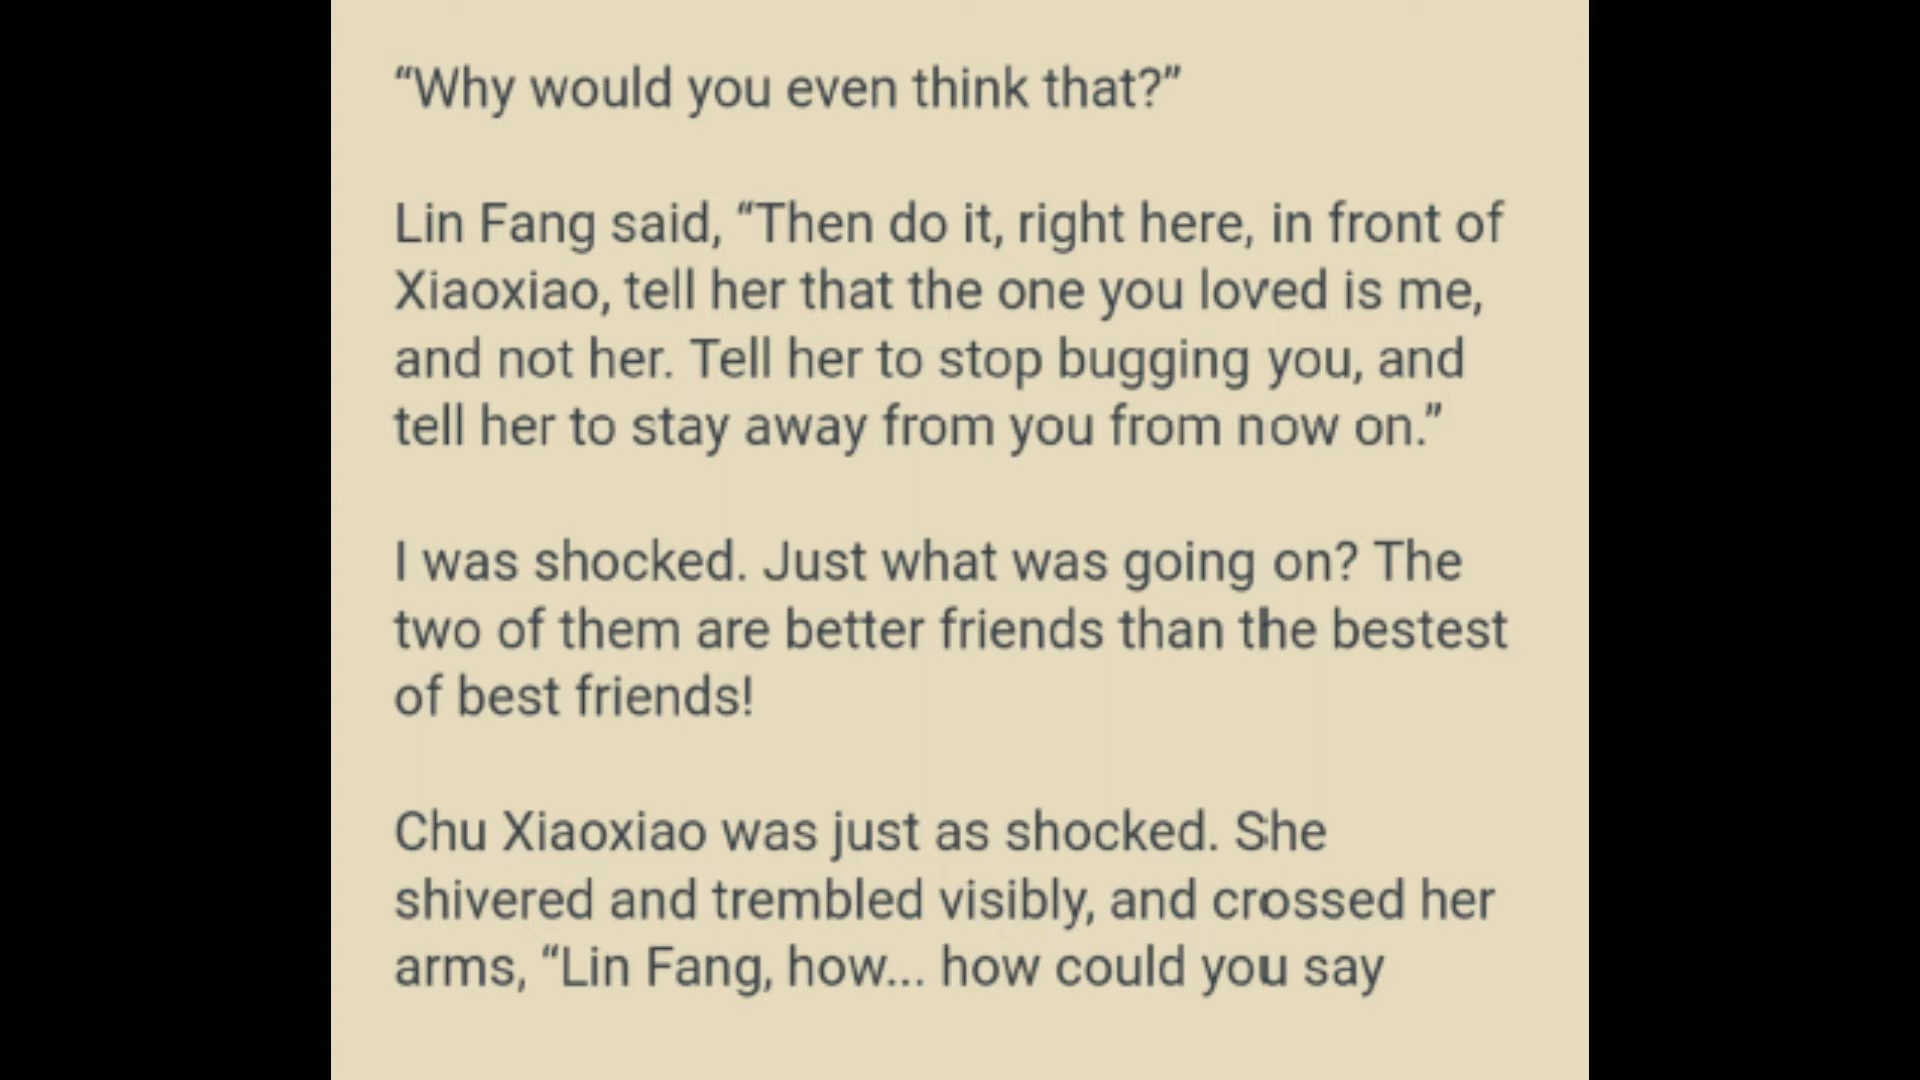 “Why would you even think that?”
Lin Fang said, “Then do it, right here, in front of
Xiaoxiao, tell her that the one you loved is me,
and not her. Tell her to stop bugging you, and
tell her to stay away from you from now on.”
I was shocked. Just what was going on? The
two of them are better friends than the bestest
of best friends!
Chu Xiaoxiao was just as shocked. She
shivered and trembled visibly, and crossed her
arms, “Lin Fang, how... how could you say